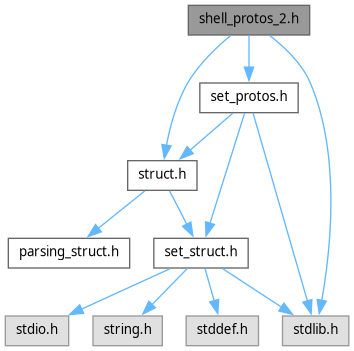 shell_protos_2.h
set_protos.h
struct.h
parsing_struct.h
set_struct.h
stdio.h
string.h
stddef.h
stdlib.h